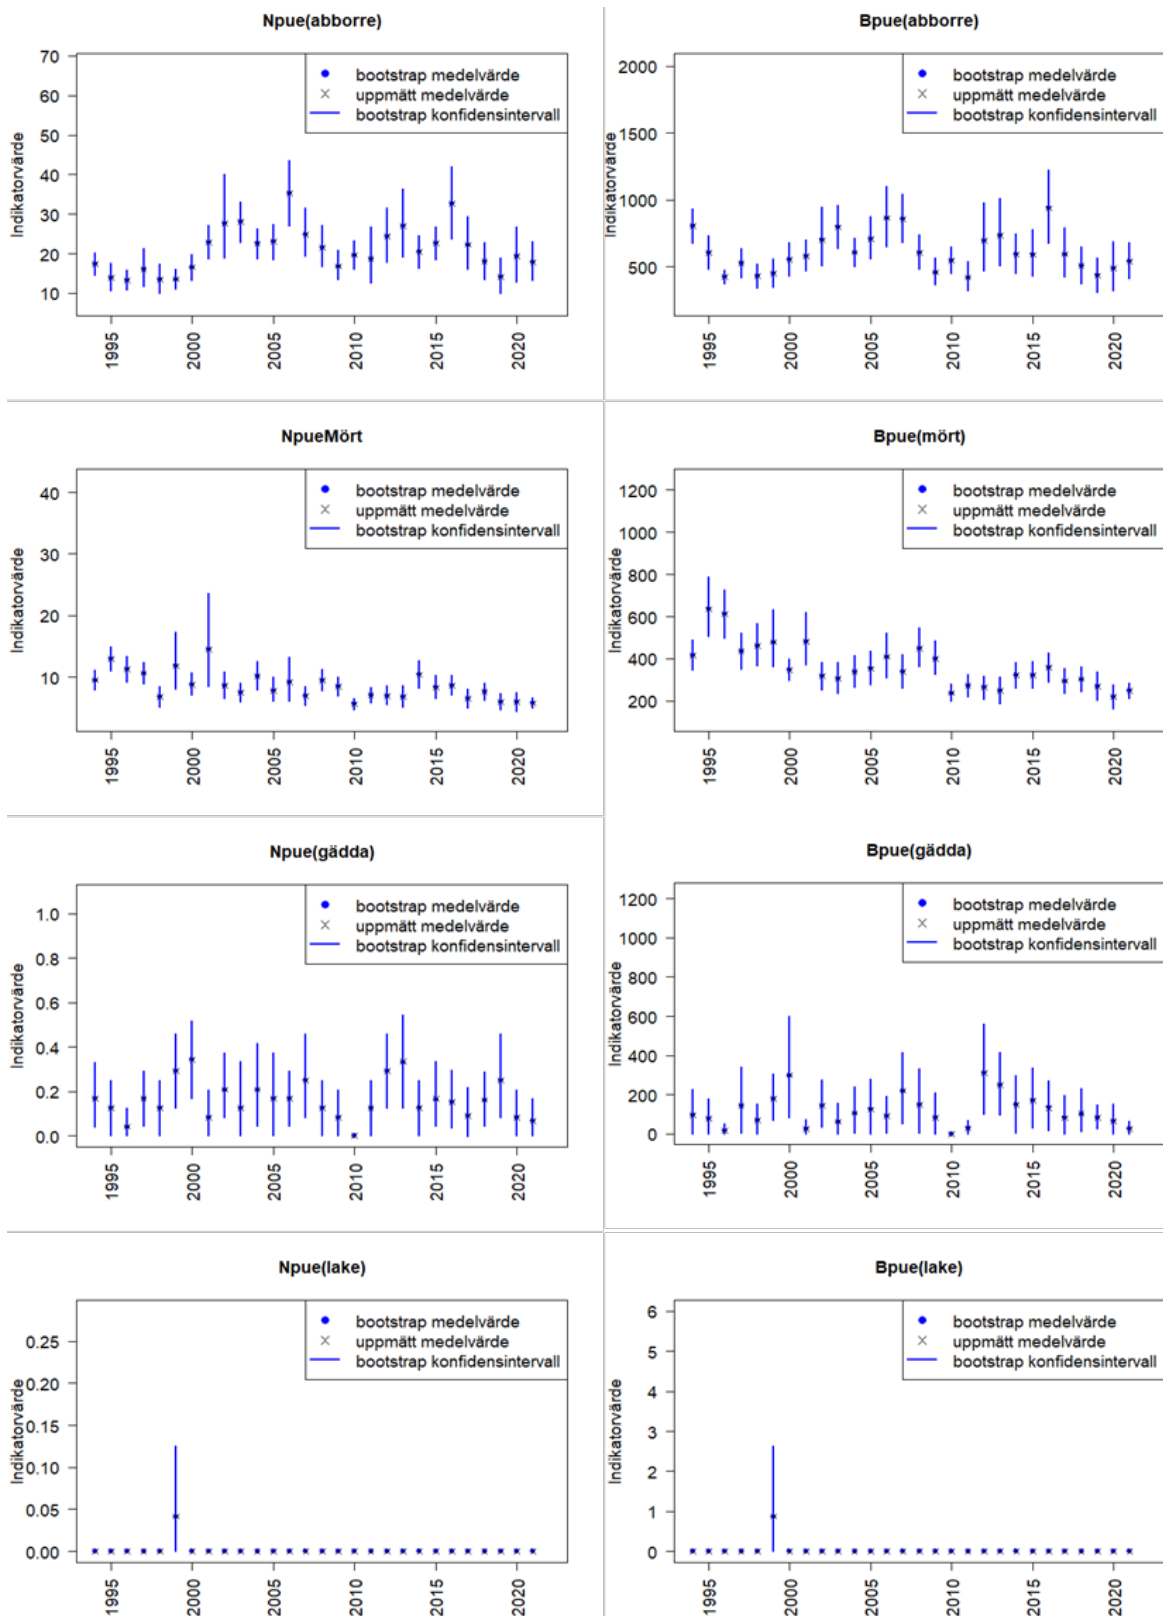 Npue(abborre)
Indikatorvärde
70
60
50
40
30
20
10
bootstrap medelvärde
uppmätt medelvärde
bootstrap konfidensintervall
1995
2000
2005
2010
2015
2020
Bpue(abborre)
Indikatorvärde
2000
1500
1000
500
bootstrap medelvärde
uppmätt medelvärde
bootstrap konfidensintervall
1995
2000
2005
2010
2015
2020
NpueMört
Indikatorvärde
40
30
20
10
bootstrap medelvärde
uppmätt medelvärde
bootstrap konfidensintervall
1995
2000
2005
2010
2015
2020
Bpue(mört)
Indikatorvärde
1200
1000
800
600
400
200
bootstrap medelvärde
uppmätt medelvärde
bootstrap konfidensintervall
1995
2000
2005
2010
2015
2020
Npue(gädda)
Indikatorvärde
1.0
0.8
0.6
0.4
0.2
0.0
bootstrap medelvärde
uppmätt medelvärde
bootstrap konfidensintervall
1995
2000
2005
2010
2015
2020
Bpue(gädda)
Indikatorvärde
1200
1000
800
600
400
200
0
bootstrap medelvärde
uppmätt medelvärde
bootstrap konfidensintervall
1995
2000
2005
2010
2015
2020
Npue(lake)
Indikatorvärde
0.25
0.20
0.15
0.10
0.05
0.00
bootstrap medelvärde
uppmätt medelvärde
bootstrap konfidensintervall
1995
2000
2005
2010
2015
2020
Bpue(lake)
Indikatorvärde
6
5
4
3
2
1
0
bootstrap medelvärde
uppmätt medelvärde
bootstrap konfidensintervall
1995
2000
2005
2010
2015
2020